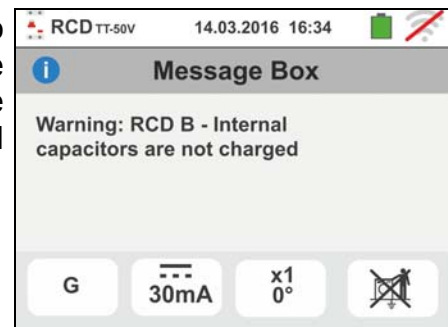 RCD TT-50V 14.03.2016 16:34
Message Box
Warning: RCD B - Internal
capacitors are not charged
G 30mA x1 0°